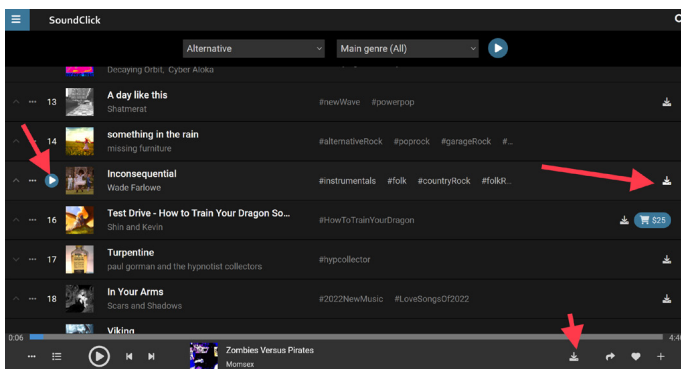 SoundClick
Alternative Main genre (All)
Decaying Orbit, Cyber Aloka
13 A day like this #newWave #powerpop
Shatmerat
14 something in the rain #alternativeRock #poprock #garageRock #...
missing furniture
Inconsequential #instrumentals #folk #countryRock #folkR...
Wade Farlowe
16 Test Drive - How to Train Your Dragon So... #HowToTrainYourDragon $25
Shin and Kevin
17 Turpentine #hypcollector
paul gorman and the hypnotist collectors
18 In Your Arms #2022NewMusic #LoveSongsOf2022
Scars and Shadows
Viking
0:06
Zombies Versus Pirates
Momsex